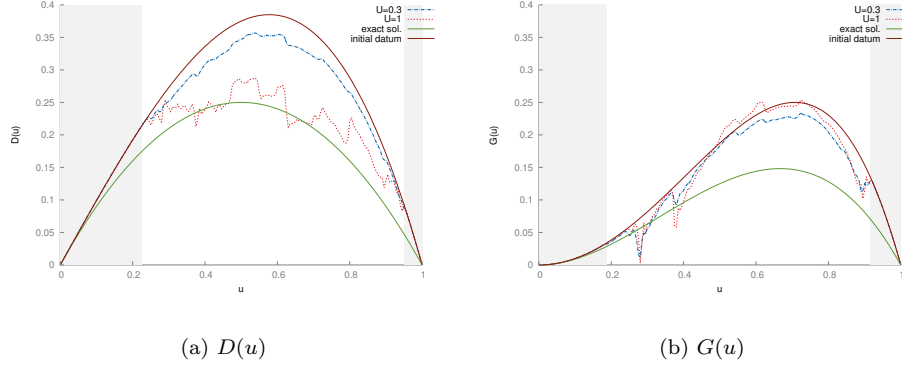 0.4
0.35
0.3
0.25
0.2
0.15
0.1
0.05
0
D(u)
0
0.2
0.4
0.6
0.8
1
u
U=0.3
U=1
exact sol.
initial datum
(a) D(u)
0.4
0.35
0.3
0.25
0.2
0.15
0.1
0.05
0
G(u)
0
0.2
0.4
0.6
0.8
1
u
U=0.3
U=1
exact sol.
initial datum
(b) G(u)